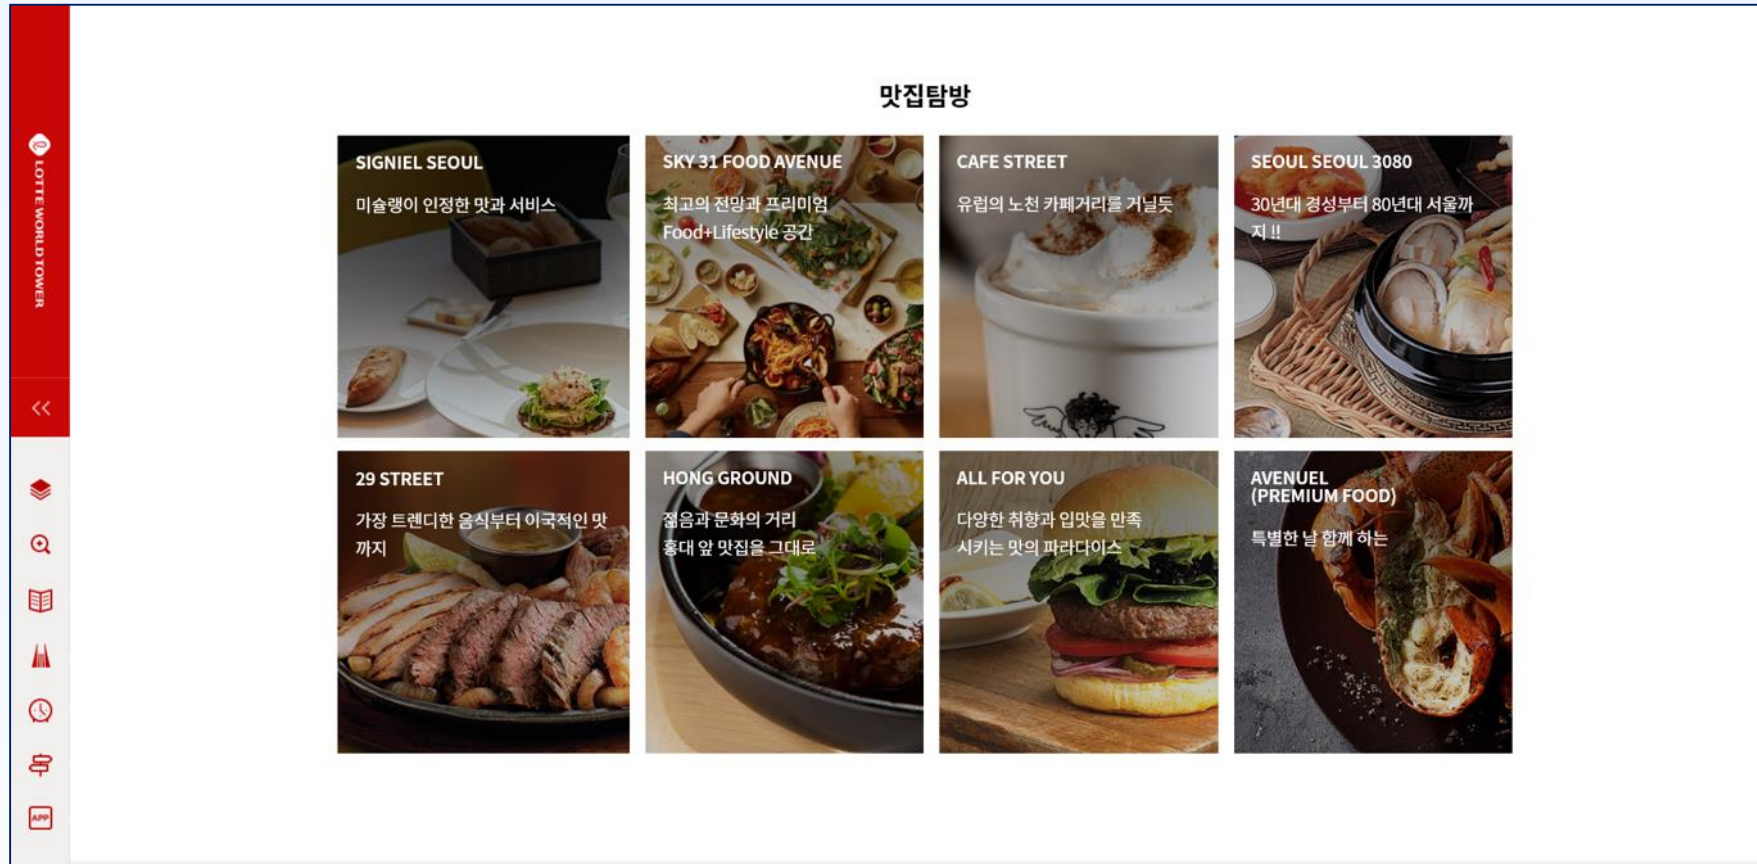 LOTTE WORLD TOWER
맛집탐방
SIGNIEL SEOUL
미슐랭이 인정한 맛과 서비스
SKY 31 FOOD AVENUE
최고의 전망과 프리미엄
Food+Lifestyle 공간
CAFE STREET
유럽의 노천 카페거리를 거닐듯
SEOUL SEOUL 3080
30년대 경성부터 80년대 서울까
지 !!
29 STREET
가장 트렌디한 음식부터 이국적인 맛
까지
HONG GROUND
젊음과 문화의 거리
홍대 앞 맛집을 그대로
ALL FOR YOU
다양한 취향과 입맛을 만족
시키는 맛의 파라다이스
AVENUEL
(PREMIUM FOOD)
특별한 날 함께 하는
APP